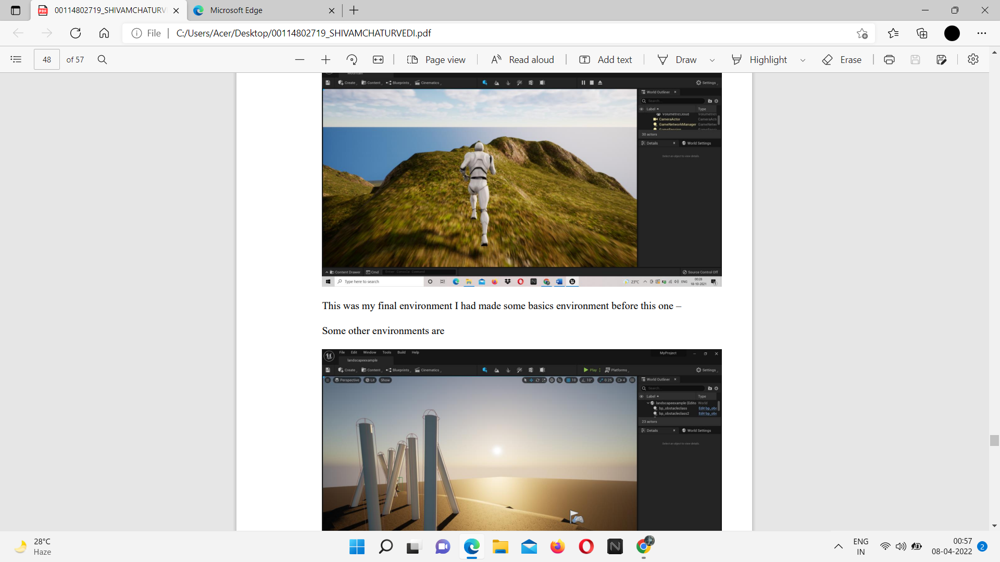 00114802719_SHIVAMCHATURV
Microsoft Edge
File
C:/Users/Acer/Desktop/00114802719_SHIVAMCHATURVEDI.pdf
48 of 57
Page view
Read aloud
Add text
Draw
Highlight
Erase
Create Content Blueprints Cinematics Settings
World Outliner
Search...
Label Type
VolumetricCloud
CameraActor CameraActo
GameNetworkManager GameNetwo
30 actors
Details World Settings
Select an object to view details.
Content Drawer Cmd Enter Console Command Source Control Off
Type here to search 23°C ENG 00:28
18-10-2021
This was my final environment I had made some basics environment before this one –
Some other environments are
File Edit Window Tools Build Help MyProject
landscapeexample
Create Content Blueprints Cinematics Play Platforms Settings
Perspective Lit Show 10 10° 0.25 4
World Outliner
Search...
Label Type
landscapeexample (Edito World
bp_obstacleclass Edit bp_obs
bp_obstacleclass2 Edit bp_obs
23 actors
Details World Settings
Select an object to view details.
28°C
Haze
ENG
IN
00:57
08-04-2022
2